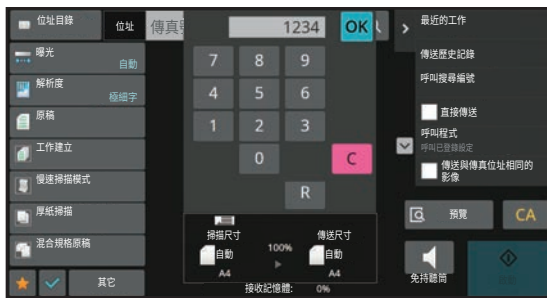 位址目錄
位址
傳真號
1234
OK
最近的工作
曝光
自動
解析度
極細字
原稿
工作建立
慢速掃描模式
厚紙掃描
混合規格原稿
其它
7 8 9
4 5 6
1 2 3
0 C
R
掃描尺寸
自動
A4
100%
傳送尺寸
自動
A4
接收記憶體: 0%
傳送歷史記錄
呼叫搜尋編號
直接傳送
呼叫程式
呼叫已登錄設定
傳送與傳真位址相同的
影像
預覽
CA
免持聽筒